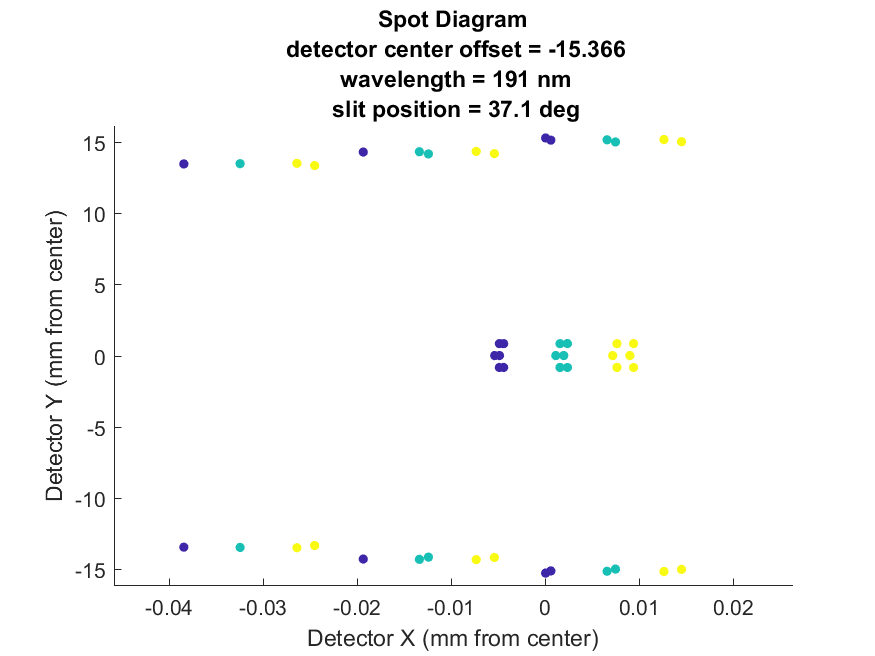 Spot Diagram
detector center offset = -15.366
wavelength = 191 nm
slit position = 37.1 deg
15
10
5
0
-5
-10
-15
Detector Y (mm from center)
-0.04
-0.03
-0.02
-0.01
0
0.01
0.02
Detector X (mm from center)